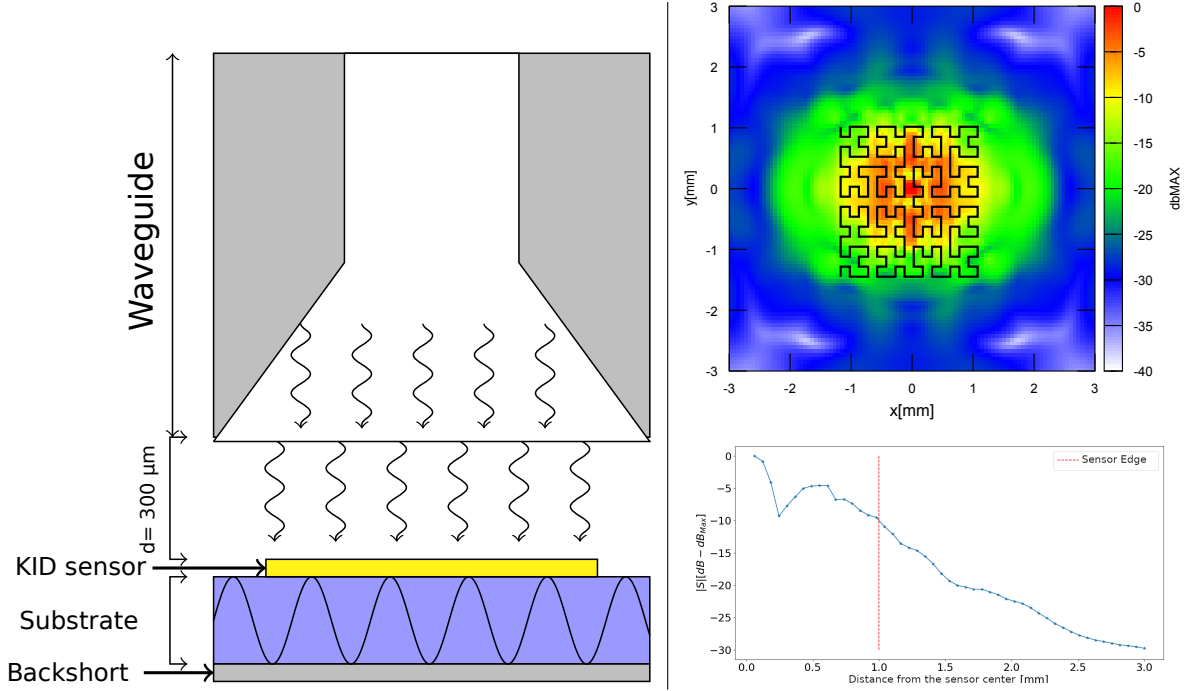 Waveguide
d= 300 µm
KID sensor
Substrate
Backshort
3
2
1
0
-1
-2
-3
y[mm]
-3 -2 -1 0 1 2 3
x[mm]
0
-5
-10
-15
-20
-25
-30
-35
-40
dbMAX
Sensor Edge
0
−5
−10
−15
−20
−25
−30
|S|[dB − dB_Max]
0.0 0.5 1.0 1.5 2.0 2.5 3.0
Distance from the sensor center [mm]